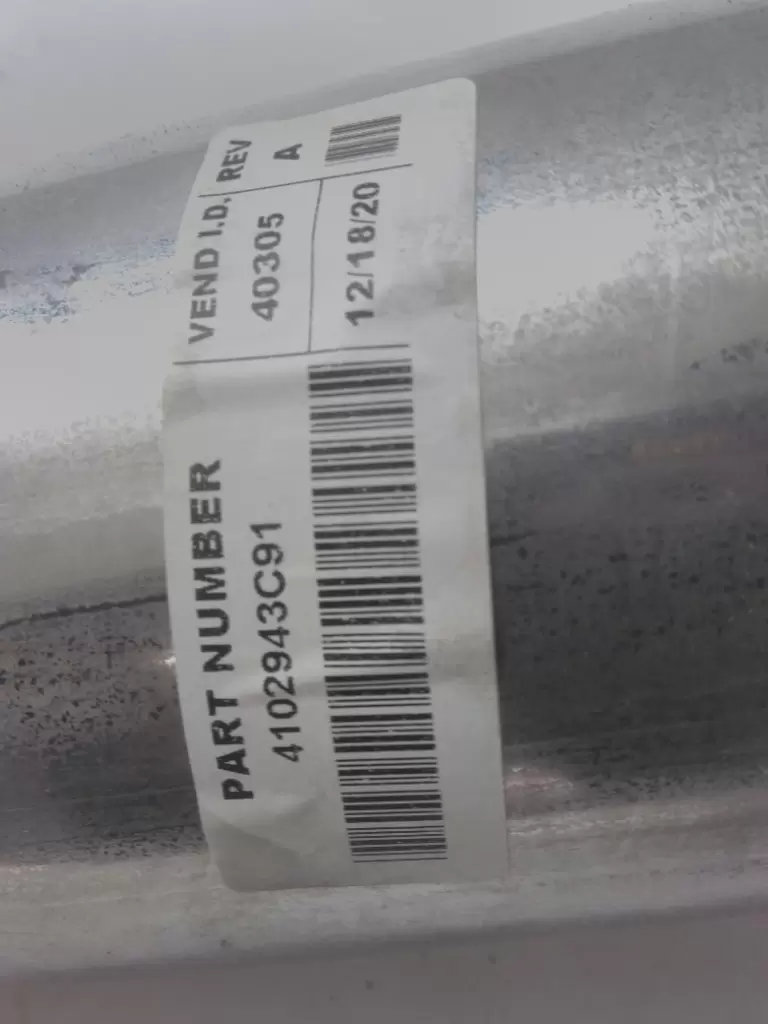 PART NUMBER
4102943C91
VEND I.D.
40305
REV
A
12/18/20